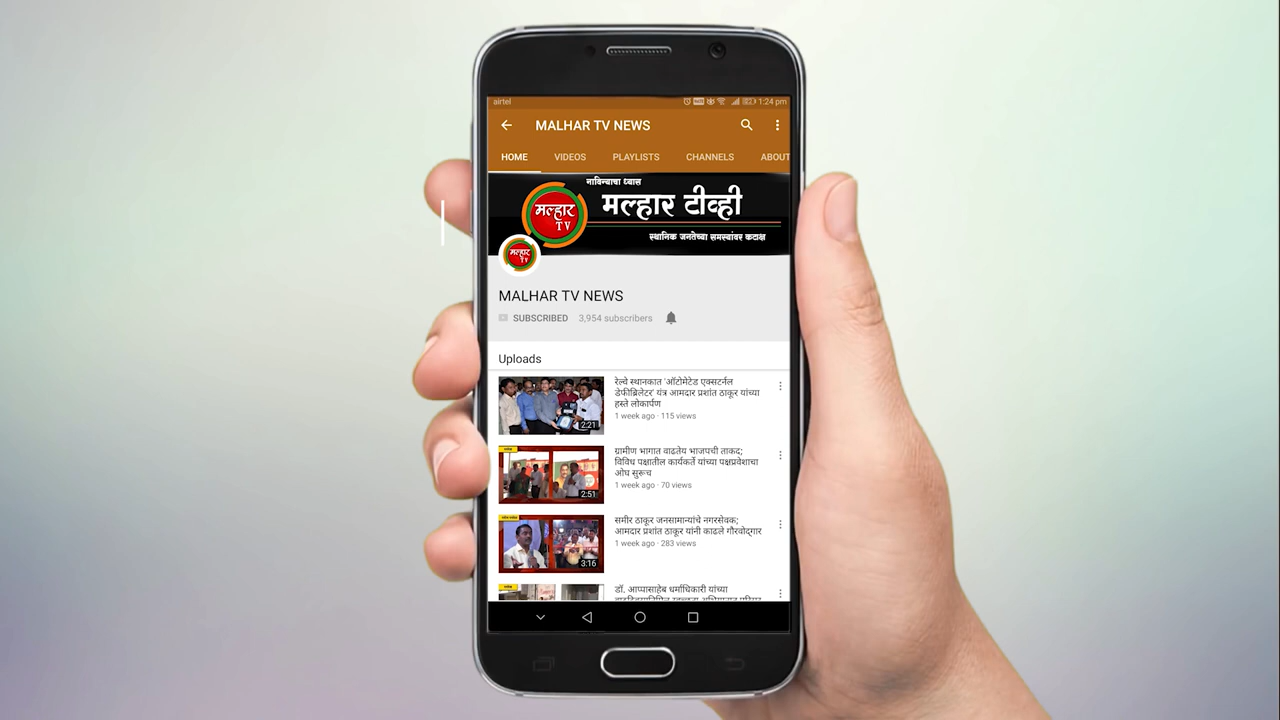 airtel 1:24 pm
MALHAR TV NEWS
HOME VIDEOS PLAYLISTS CHANNELS ABOUT
नाविन्याचा ध्यास
मल्हार टीव्ही
स्थानिक जनतेच्या समस्यांवर कटाक्ष
मल्हार
TV
मल्हार
TV
MALHAR TV NEWS
SUBSCRIBED 3,954 subscribers
Uploads
रेल्वे स्थानकात 'ऑटोमेटेड एक्सटर्नल
डेफीब्रिलेटर' यंत्र आमदार प्रशांत ठाकूर यांच्या
हस्ते लोकार्पण
1 week ago · 115 views
2:21
ग्रामीण भागात वाढतेय भाजपची ताकद;
विविध पक्षातील कार्यकर्ते यांच्या पक्षप्रवेशाचा
ओघ सुरूच
1 week ago · 70 views
2:51
समीर ठाकूर जनसामान्यांचे नगरसेवक;
आमदार प्रशांत ठाकूर यांनी काढले गौरवोद्गार
1 week ago · 283 views
3:16
डॉ. आप्पासाहेब धर्माधिकारी यांच्या